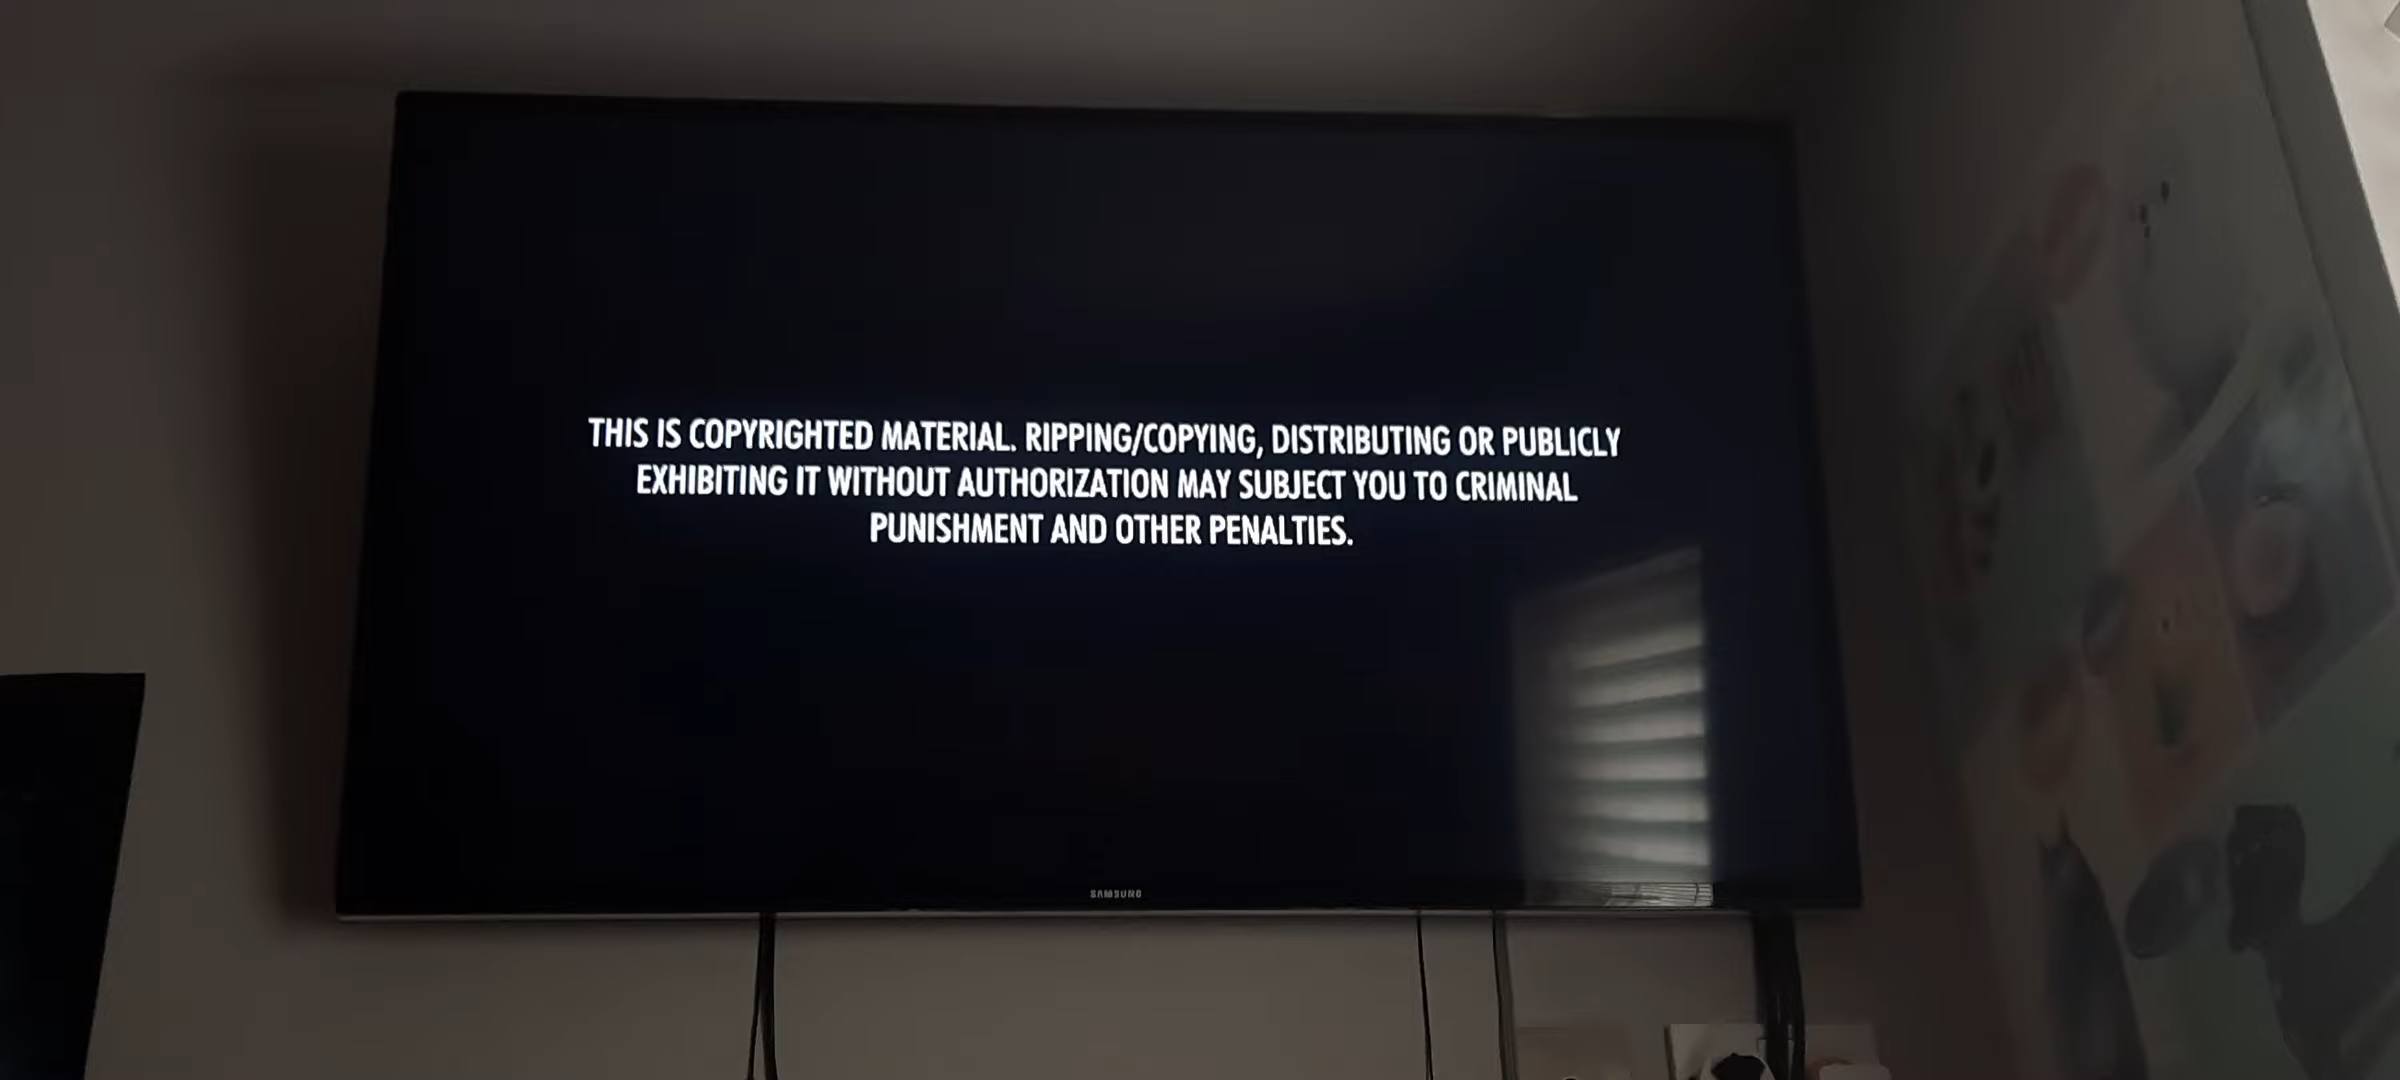 THIS IS COPYRIGHTED MATERIAL. RIPPING/COPYING, DISTRIBUTING OR PUBLICLY
EXHIBITING IT WITHOUT AUTHORIZATION MAY SUBJECT YOU TO CRIMINAL
PUNISHMENT AND OTHER PENALTIES.
SAMSUNG